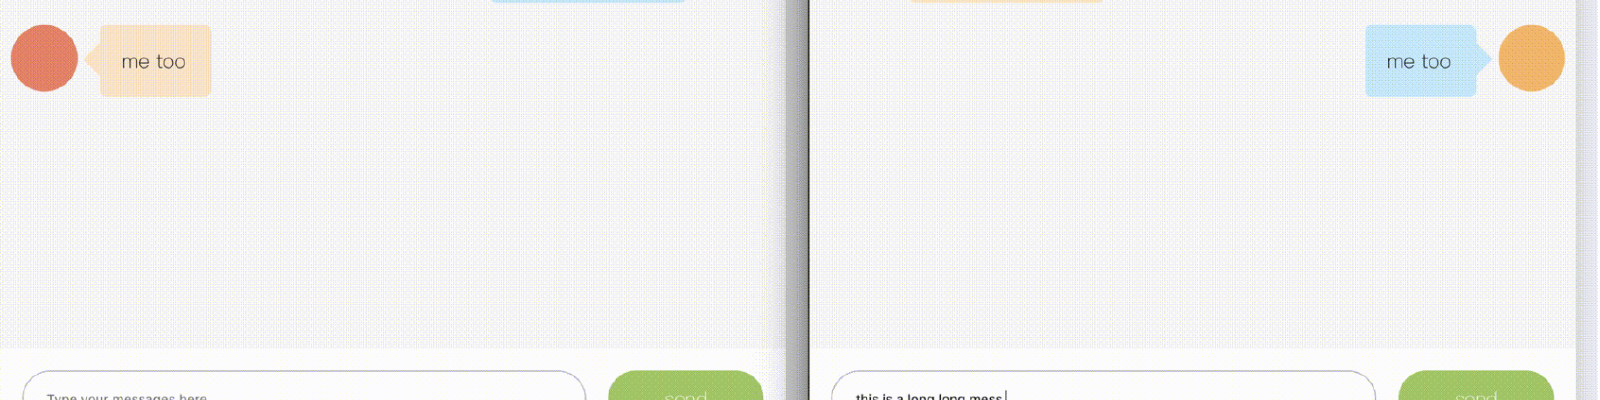 me too
me too
Type your messages here
send
this is a long long mess
send